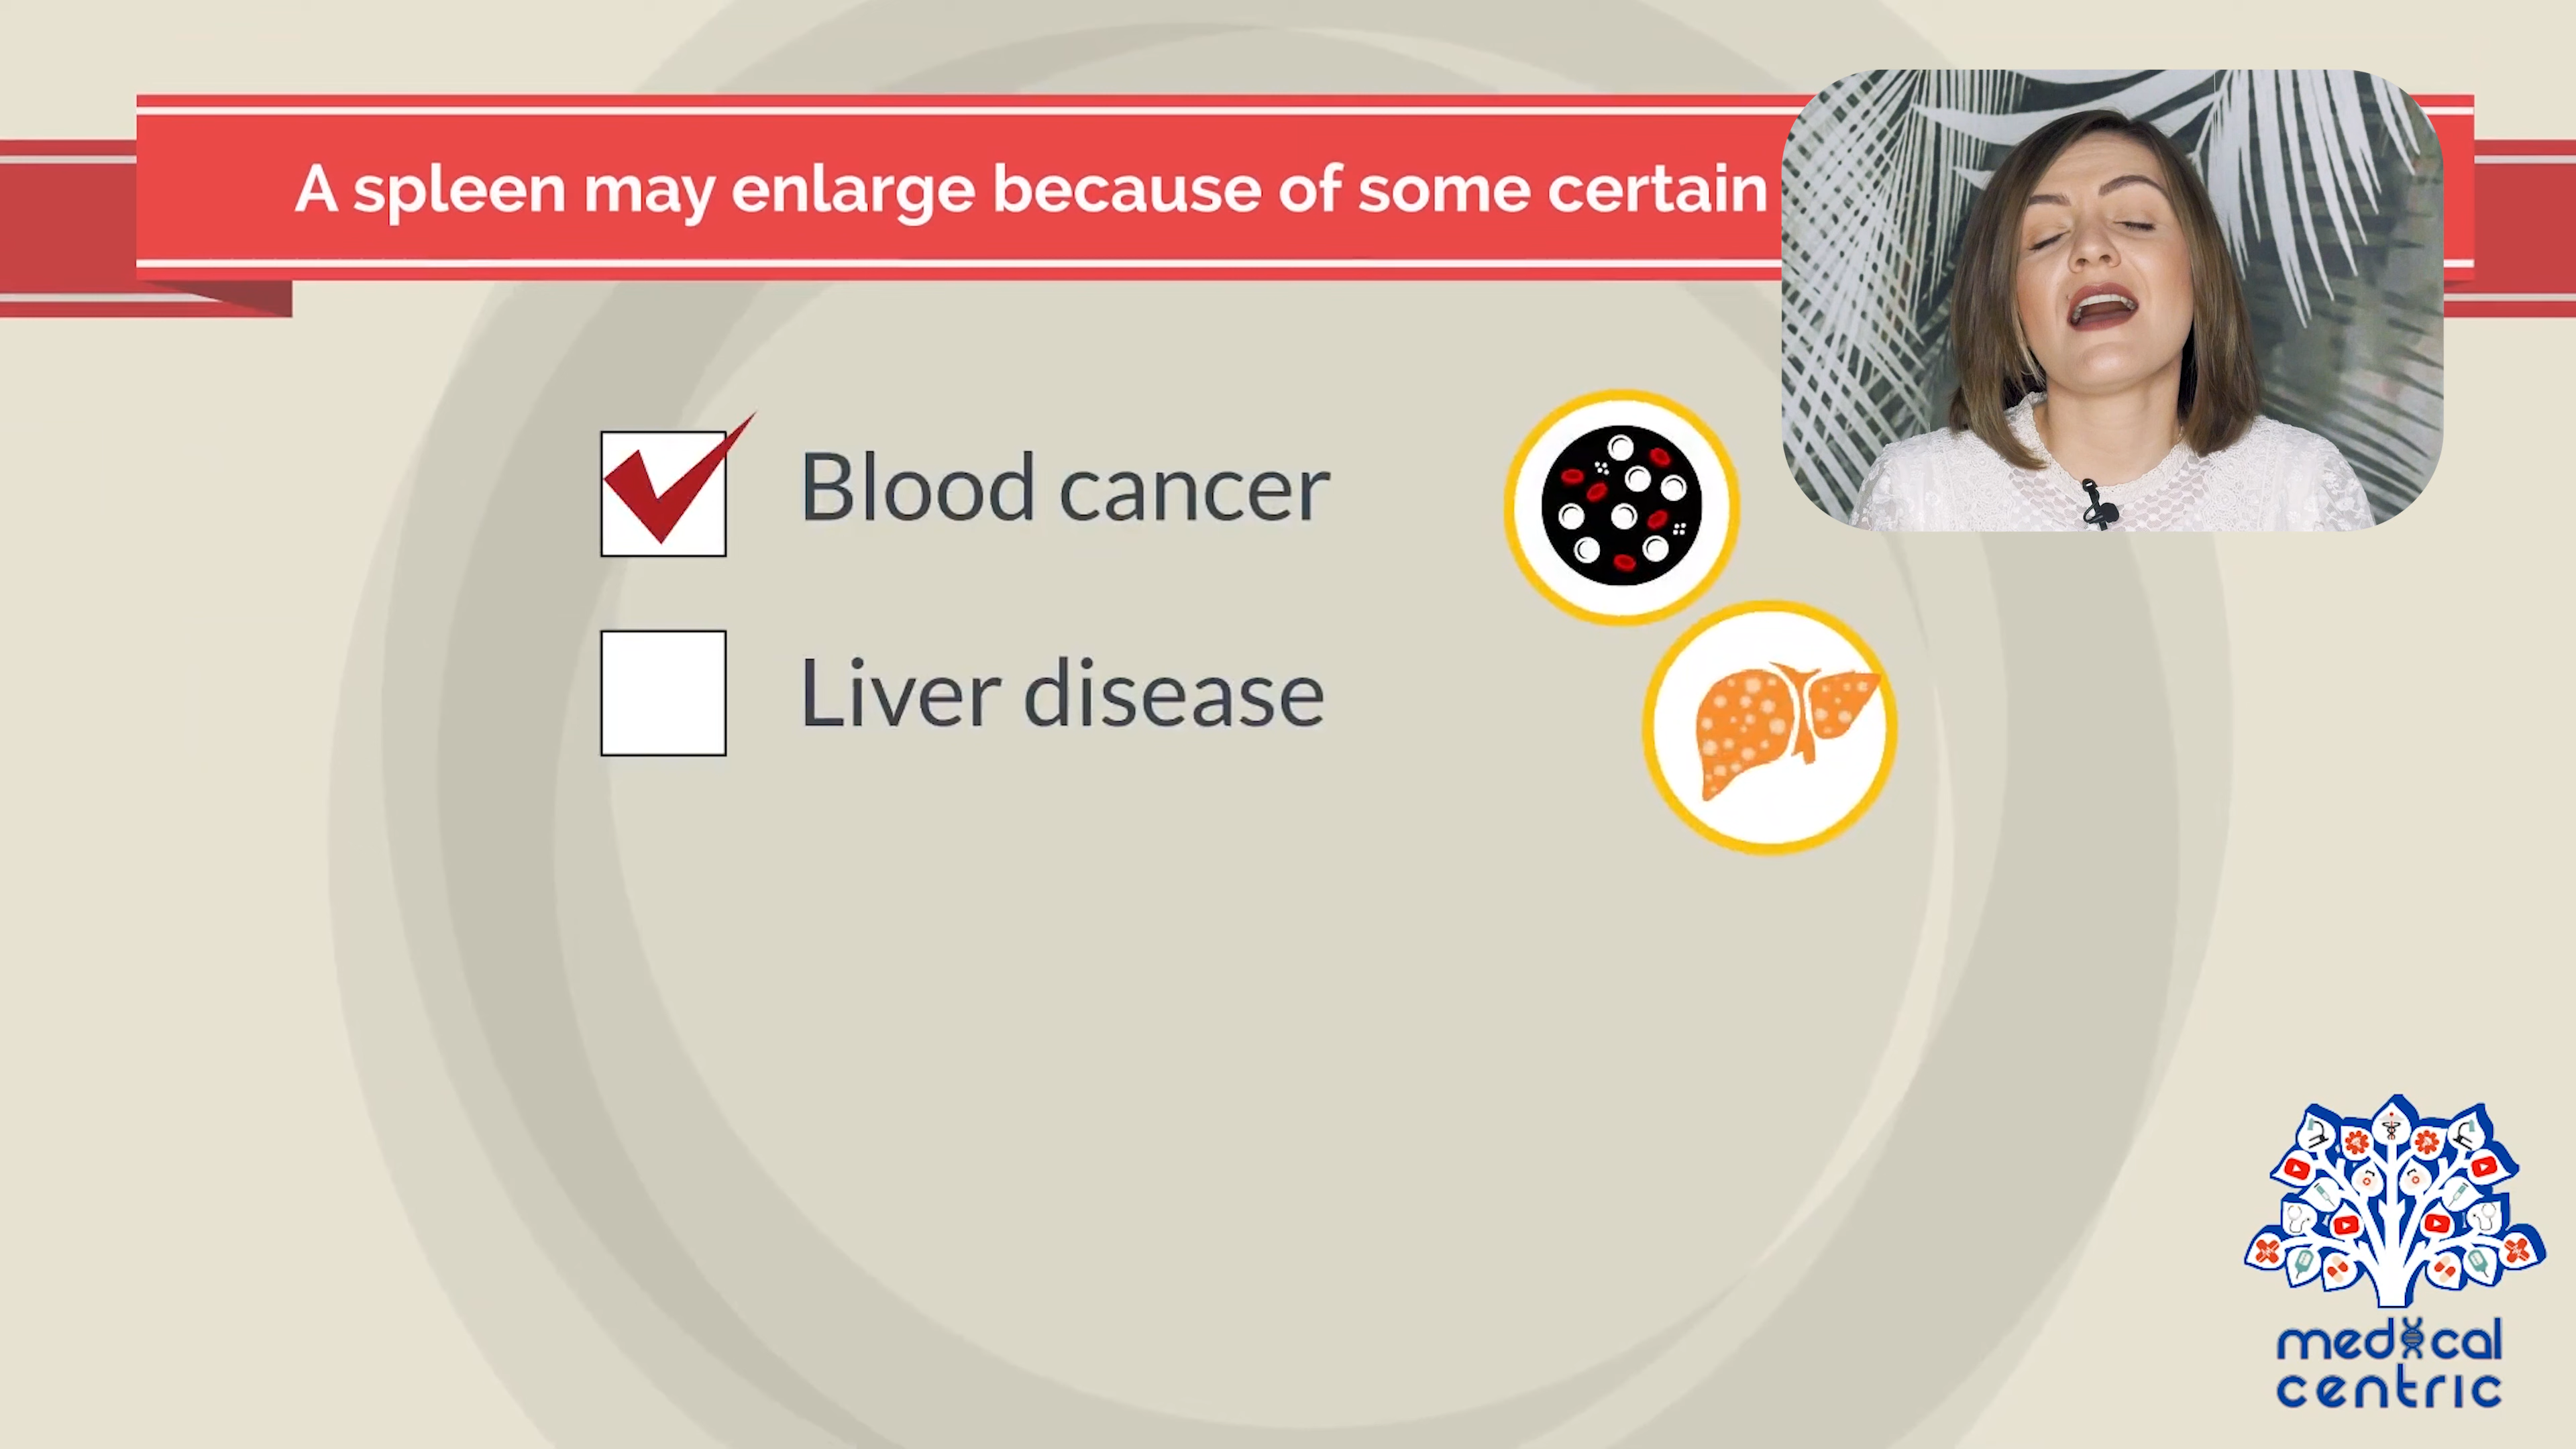 A spleen may enlarge because of some certain
Blood cancer
Liver disease
medical
centric